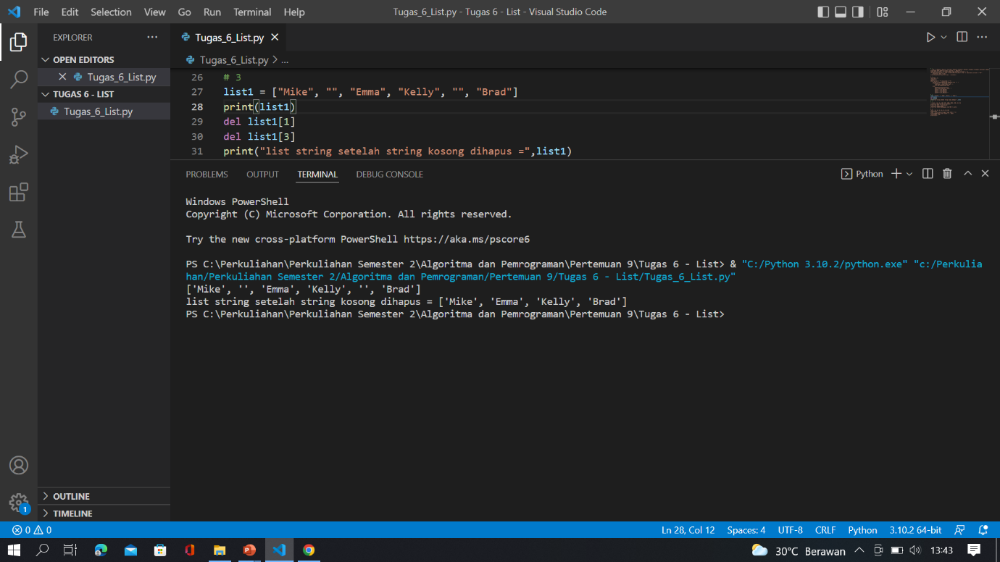 File Edit Selection View Go Run Terminal Help
Tugas_6_List.py - Tugas 6 - List - Visual Studio Code
EXPLORER
OPEN EDITORS
Tugas_6_List.py
TUGAS 6 - LIST
Tugas_6_List.py
OUTLINE
TIMELINE
Tugas_6_List.py
Tugas_6_List.py > ...
26 # 3
27 list1 = ["Mike", "", "Emma", "Kelly", "", "Brad"]
28 print(list1)
29 del list1[1]
30 del list1[3]
31 print("list string setelah string kosong dihapus =",list1)
PROBLEMS OUTPUT TERMINAL DEBUG CONSOLE
Python
Windows PowerShell
Copyright (C) Microsoft Corporation. All rights reserved.
Try the new cross-platform PowerShell https://aka.ms/pscore6
PS C:\Perkuliahan\Perkuliahan Semester 2\Algoritma dan Pemrograman\Pertemuan 9\Tugas 6 - List> & "C:/Python 3.10.2/python.exe" "c:/Perkulia
han/Perkuliahan Semester 2/Algoritma dan Pemrograman/Pertemuan 9/Tugas 6 - List/Tugas_6_List.py"
['Mike', '', 'Emma', 'Kelly', '', 'Brad']
list string setelah string kosong dihapus = ['Mike', 'Emma', 'Kelly', 'Brad']
PS C:\Perkuliahan\Perkuliahan Semester 2\Algoritma dan Pemrograman\Pertemuan 9\Tugas 6 - List>
1
0 0
Ln 28, Col 12 Spaces: 4 UTF-8 CRLF Python 3.10.2 64-bit
30°C Berawan 13:43